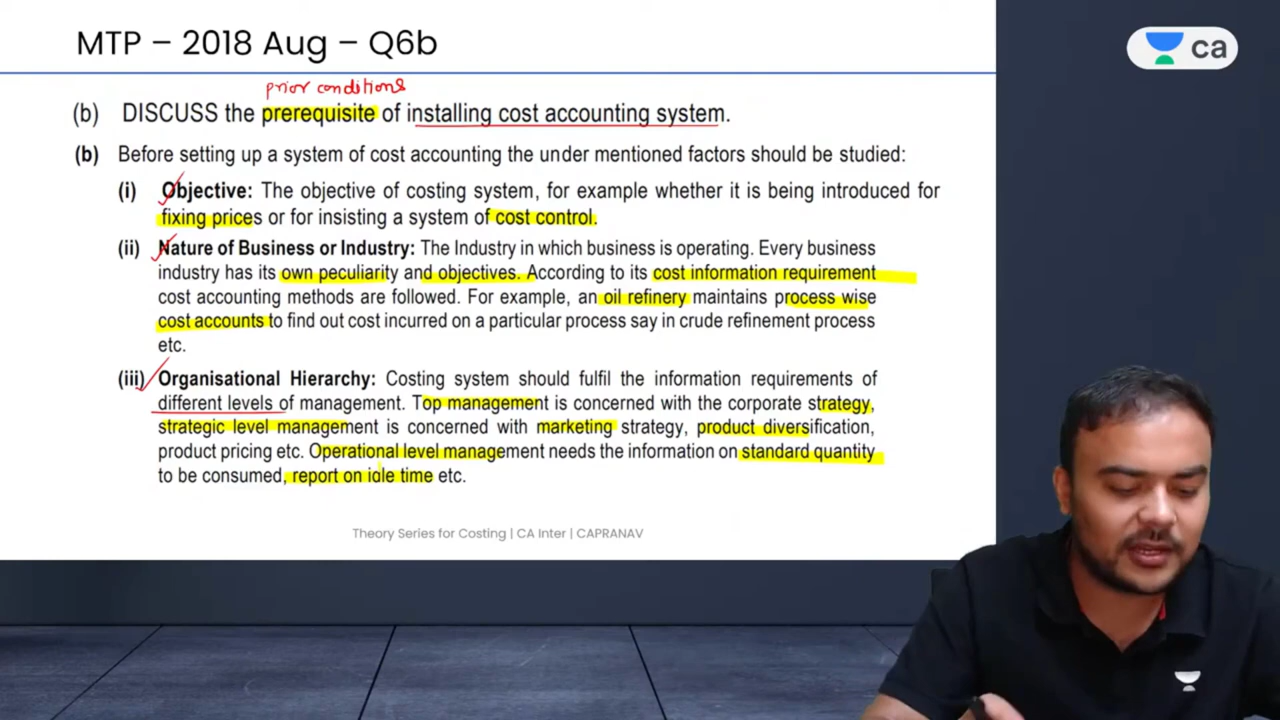 MTP – 2018 Aug – Q6b
ca
prior conditions
(b) DISCUSS the prerequisite of installing cost accounting system.
(b) Before setting up a system of cost accounting the under mentioned factors should be studied:
(i) Objective: The objective of costing system, for example whether it is being introduced for
fixing prices or for insisting a system of cost control.
(ii) Nature of Business or Industry: The Industry in which business is operating. Every business
industry has its own peculiarity and objectives. According to its cost information requirement
cost accounting methods are followed. For example, an oil refinery maintains process wise
cost accounts to find out cost incurred on a particular process say in crude refinement process
etc.
(iii) Organisational Hierarchy: Costing system should fulfil the information requirements of
different levels of management. Top management is concerned with the corporate strategy,
strategic level management is concerned with marketing strategy, product diversification,
product pricing etc. Operational level management needs the information on standard quantity
to be consumed, report on idle time etc.
Theory Series for Costing | CA Inter | CAPRANAV